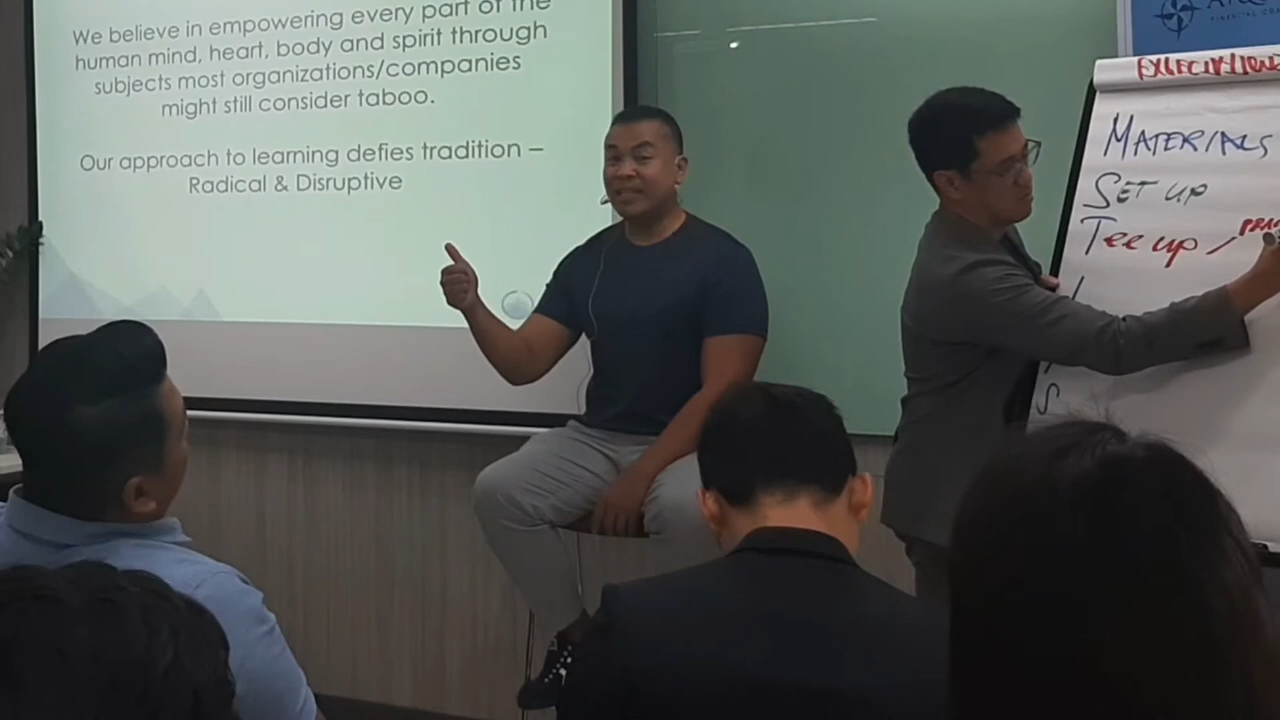 We believe in empowering every part of the
human mind, heart, body and spirit through
subjects most organizations/companies
might still consider taboo.
Our approach to learning defies tradition –
Radical & Disruptive
MATERIALS
SET UP
Tee up /
S